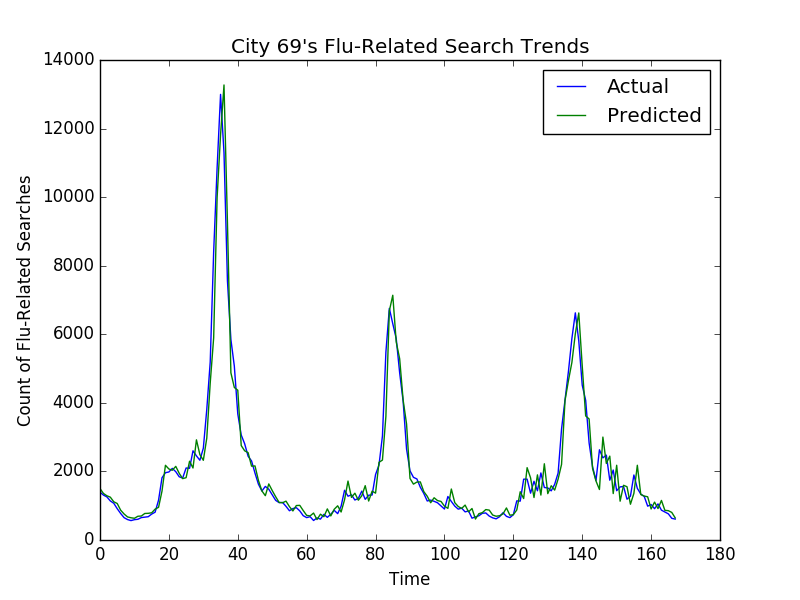 City 69's Flu-Related Search Trends
Actual
Predicted
Count of Flu-Related Searches
14000
12000
10000
8000
6000
4000
2000
0
0 20 40 60 80 100 120 140 160 180
Time